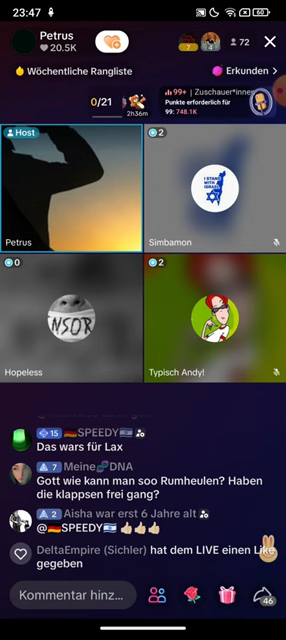 23:47
60
Petrus
20.5K
7
4
72
Wöchentliche Rangliste
Erkunden >
0/21
2h36m
99+ | Zuschauer*innen
Punkte erforderlich für
99: 748.1K
Host
Petrus
2
I STAND
WITH
ISRAEL
Simbamon
0
NSOR
Hopeless
2
Typisch Andy!
15 🇩🇪SPEEDY🇮🇱
Das wars für Lax
7 Meine🧬DNA
Gott wie kann man soo Rumheulen? Haben
die klappsen frei gang?
2 Aisha war erst 6 Jahre alt
@🇩🇪SPEEDY🇮🇱 👍🏼👍🏼👍🏼
DeltaEmpire (Sichler) hat dem LIVE einen Like
gegeben
Kommentar hinz...
46